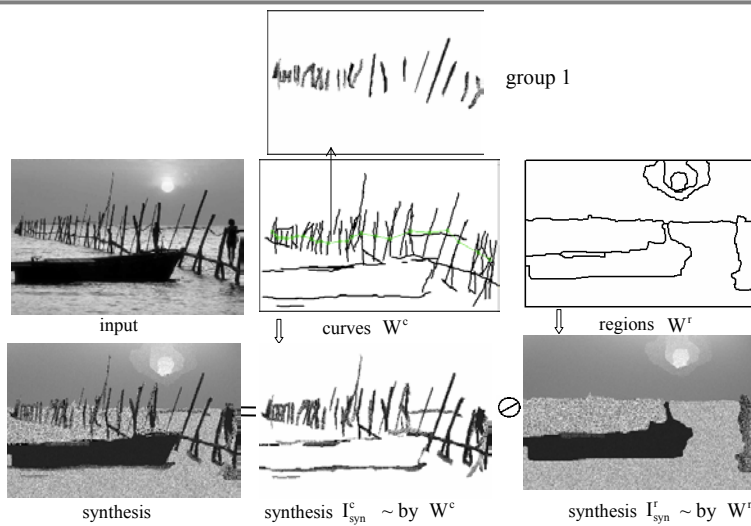 group 1
input
curves W^c
regions W^r
synthesis
synthesis I^c_syn ~ by W^c
synthesis I^r_syn ~ by W^r